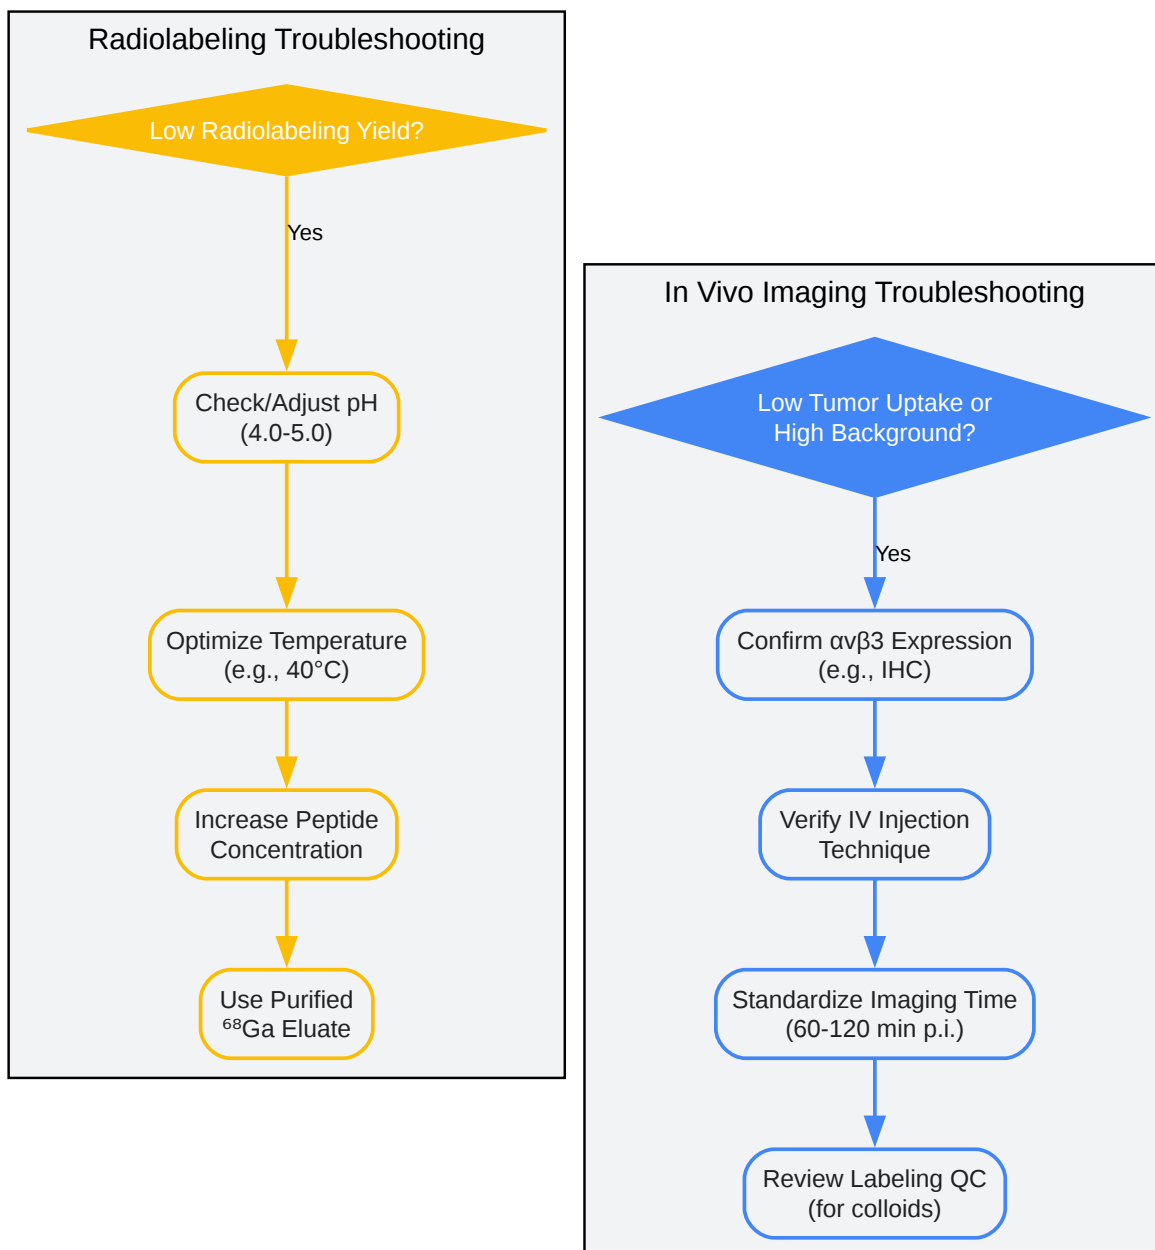 Radiolabeling Troubleshooting
Low Radiolabeling Yield?
Yes
Check/Adjust pH
(4.0-5.0)
Optimize Temperature
(e.g., 40°C)
Increase Peptide
Concentration
Use Purified
⁶⁸Ga Eluate
In Vivo Imaging Troubleshooting
Low Tumor Uptake or
High Background?
Yes
Confirm αvβ3 Expression
(e.g., IHC)
Verify IV Injection
Technique
Standardize Imaging Time
(60-120 min p.i.)
Review Labeling QC
(for colloids)